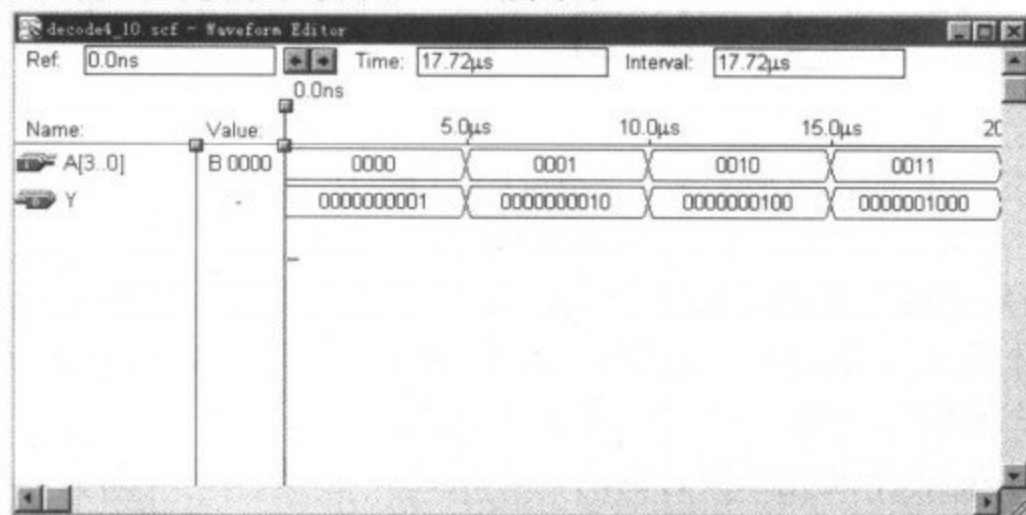 decode4_10.scf - Waveform Editor
Ref: 0.0ns Time: 17.72μs Interval: 17.72μs
0.0ns
Name: Value: 5.0μs 10.0μs 15.0μs 20
A[3..0] B 0000 0000 0001 0010 0011
Y - 0000000001 0000000010 0000000100 0000001000